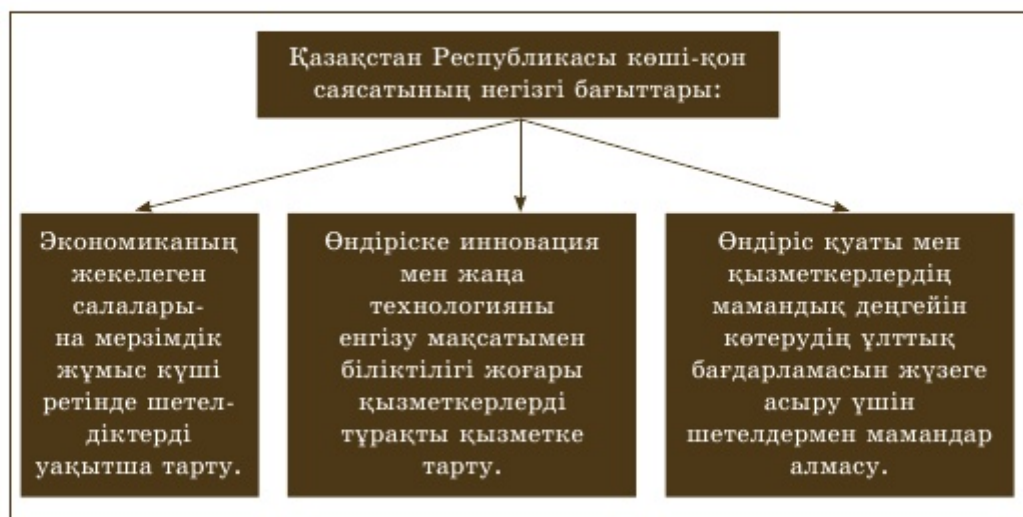 Қазақстан Республикасы көші-қон
саясатының негізгі бағыттары:
Экономиканың
жекелеген
салалары-
на мерзімдік
жұмыс күші
ретінде шетел-
діктерді
уақытша тарту.
Өндіріске инновация
мен жаңа
технологияны
енгізу мақсатымен
біліктілігі жоғары
қызметкерлерді
тұрақты қызметке
тарту.
Өндіріс қуаты мен
қызметкерлердің
мамандық деңгейін
көтерудің ұлттық
бағдарламасын жүзеге
асыру үшін
шетелдермен мамандар
алмасу.